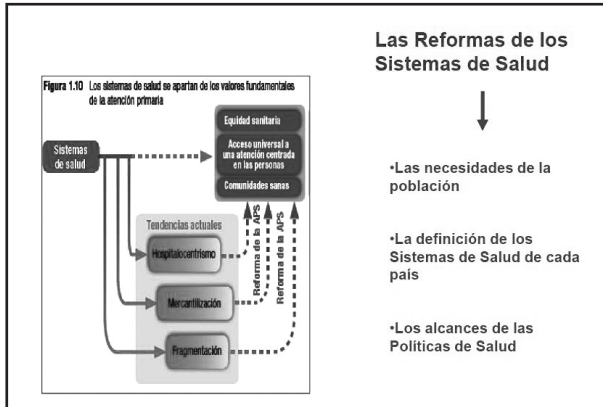 Las Reformas de los
Sistemas de Salud
Figura 1.10 Los sistemas de salud se apartan de los valores fundamentales
de la atención primaria
Sistemas
de salud
Equidad sanitaria
Acceso universal a
una atención centrada
en las personas
Comunidades sanas
Tendencias actuales
Hospitalocentrismo
Mercantilización
Fragmentación
Reforma de la APS
Reforma de la APS
•Las necesidades de la
población
•La definición de los
Sistemas de Salud de cada
país
•Los alcances de las
Políticas de Salud